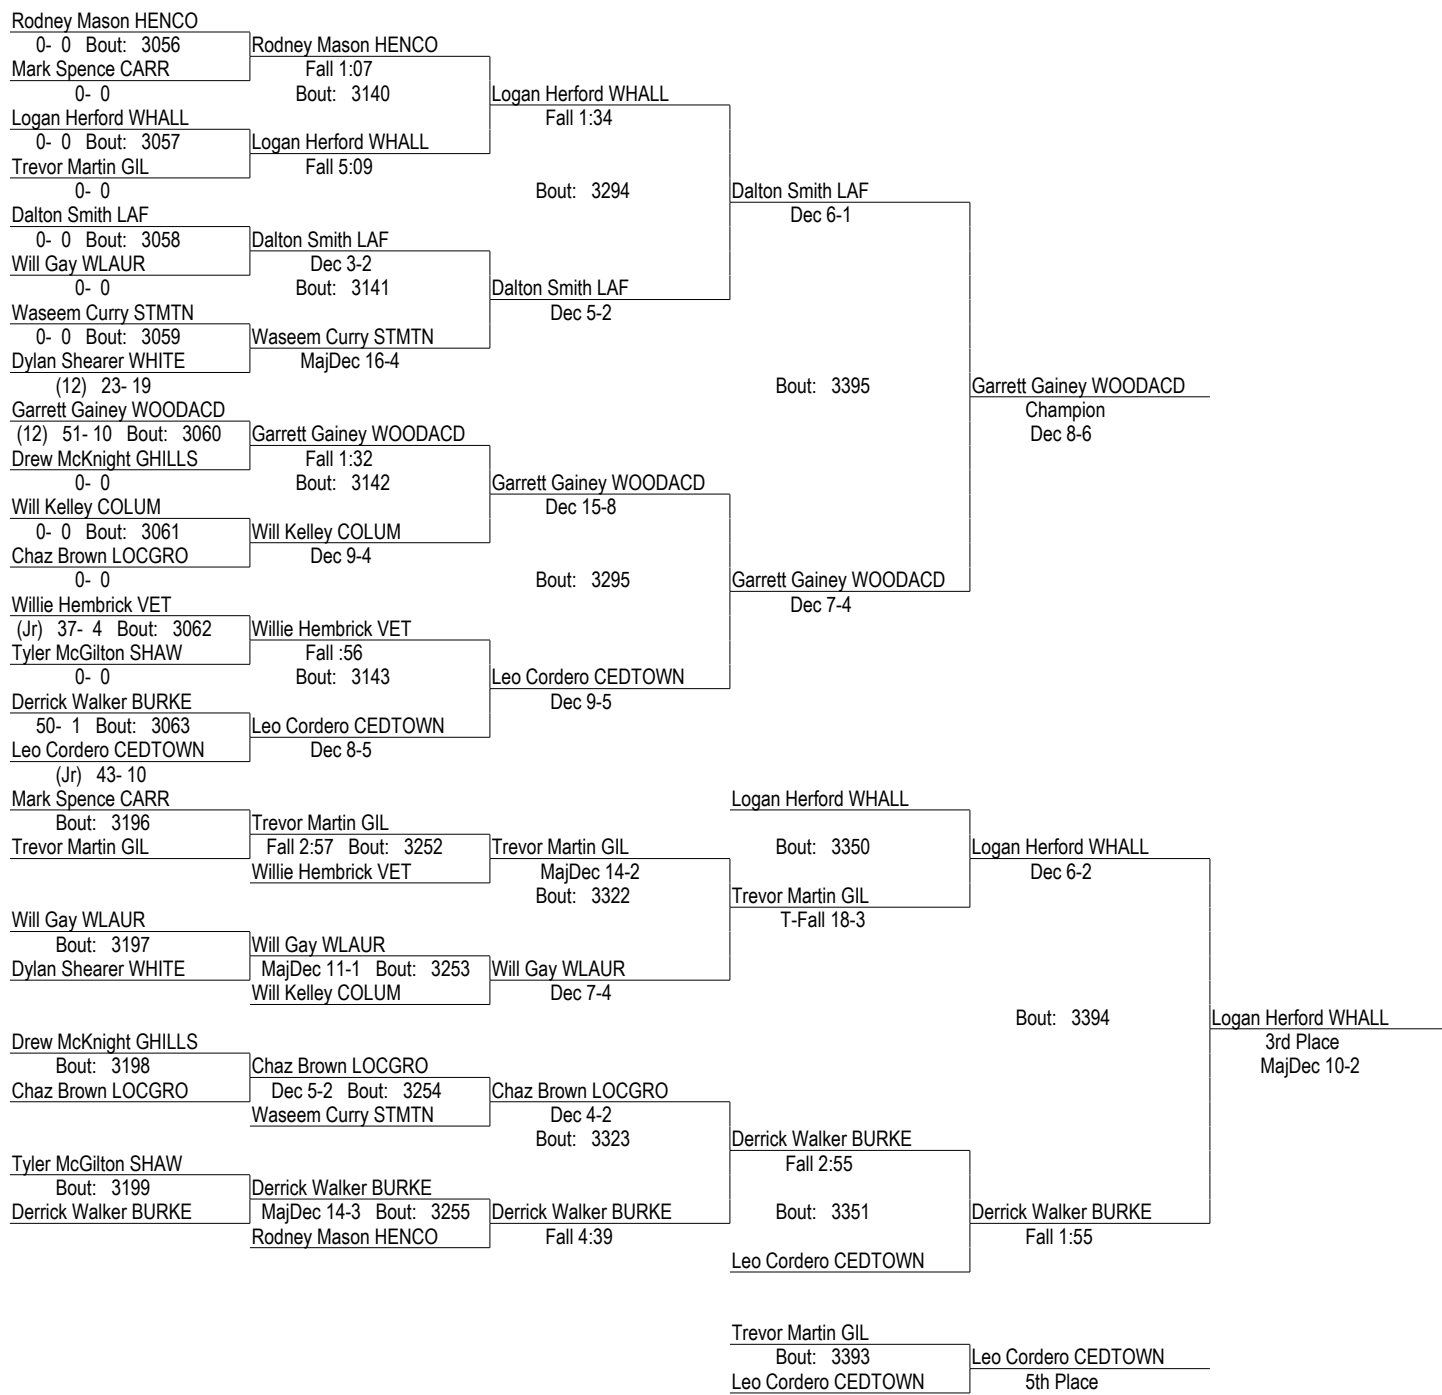 Rodney Mason HENCO
0- 0 Bout: 3056
Rodney Mason HENCO
Mark Spence CARR
Fall 1:07
0- 0
Bout: 3140
Logan Herford WHALL
Logan Herford WHALL
Fall 1:34
0- 0 Bout: 3057
Logan Herford WHALL
Trevor Martin GIL
Fall 5:09
0- 0
Bout: 3294
Dalton Smith LAF
Dalton Smith LAF
Dec 6-1
0- 0 Bout: 3058
Dalton Smith LAF
Will Gay WLAUR
Dec 3-2
0- 0
Bout: 3141
Dalton Smith LAF
Waseem Curry STMTN
Dec 5-2
0- 0 Bout: 3059
Waseem Curry STMTN
Dylan Shearer WHITE
MajDec 16-4
(12) 23- 19
Bout: 3395
Garrett Gainey WOODACD
Garrett Gainey WOODACD
Champion
(12) 51- 10 Bout: 3060
Garrett Gainey WOODACD
Dec 8-6
Drew McKnight GHILLS
Fall 1:32
0- 0
Bout: 3142
Garrett Gainey WOODACD
Will Kelley COLUM
Dec 15-8
0- 0 Bout: 3061
Will Kelley COLUM
Chaz Brown LOCGRO
Dec 9-4
0- 0
Bout: 3295
Garrett Gainey WOODACD
Willie Hembrick VET
Dec 7-4
(Jr) 37- 4 Bout: 3062
Willie Hembrick VET
Tyler McGilton SHAW
Fall :56
0- 0
Bout: 3143
Leo Cordero CEDTOWN
Derrick Walker BURKE
Dec 9-5
50- 1 Bout: 3063
Leo Cordero CEDTOWN
Leo Cordero CEDTOWN
Dec 8-5
(Jr) 43- 10
Mark Spence CARR
Logan Herford WHALL
Bout: 3196
Trevor Martin GIL
Trevor Martin GIL
Fall 2:57 Bout: 3252
Trevor Martin GIL
Bout: 3350
Logan Herford WHALL
Willie Hembrick VET
MajDec 14-2
Dec 6-2
Bout: 3322
Trevor Martin GIL
Will Gay WLAUR
T-Fall 18-3
Bout: 3197
Will Gay WLAUR
Dylan Shearer WHITE
MajDec 11-1 Bout: 3253
Will Gay WLAUR
Will Kelley COLUM
Dec 7-4
Bout: 3394
Logan Herford WHALL
Drew McKnight GHILLS
3rd Place
Bout: 3198
Chaz Brown LOCGRO
MajDec 10-2
Chaz Brown LOCGRO
Dec 5-2 Bout: 3254
Chaz Brown LOCGRO
Waseem Curry STMTN
Dec 4-2
Bout: 3323
Derrick Walker BURKE
Tyler McGilton SHAW
Fall 2:55
Bout: 3199
Derrick Walker BURKE
Derrick Walker BURKE
MajDec 14-3 Bout: 3255
Derrick Walker BURKE
Bout: 3351
Derrick Walker BURKE
Rodney Mason HENCO
Fall 4:39
Fall 1:55
Leo Cordero CEDTOWN
Trevor Martin GIL
Bout: 3393
Leo Cordero CEDTOWN
Leo Cordero CEDTOWN
5th Place